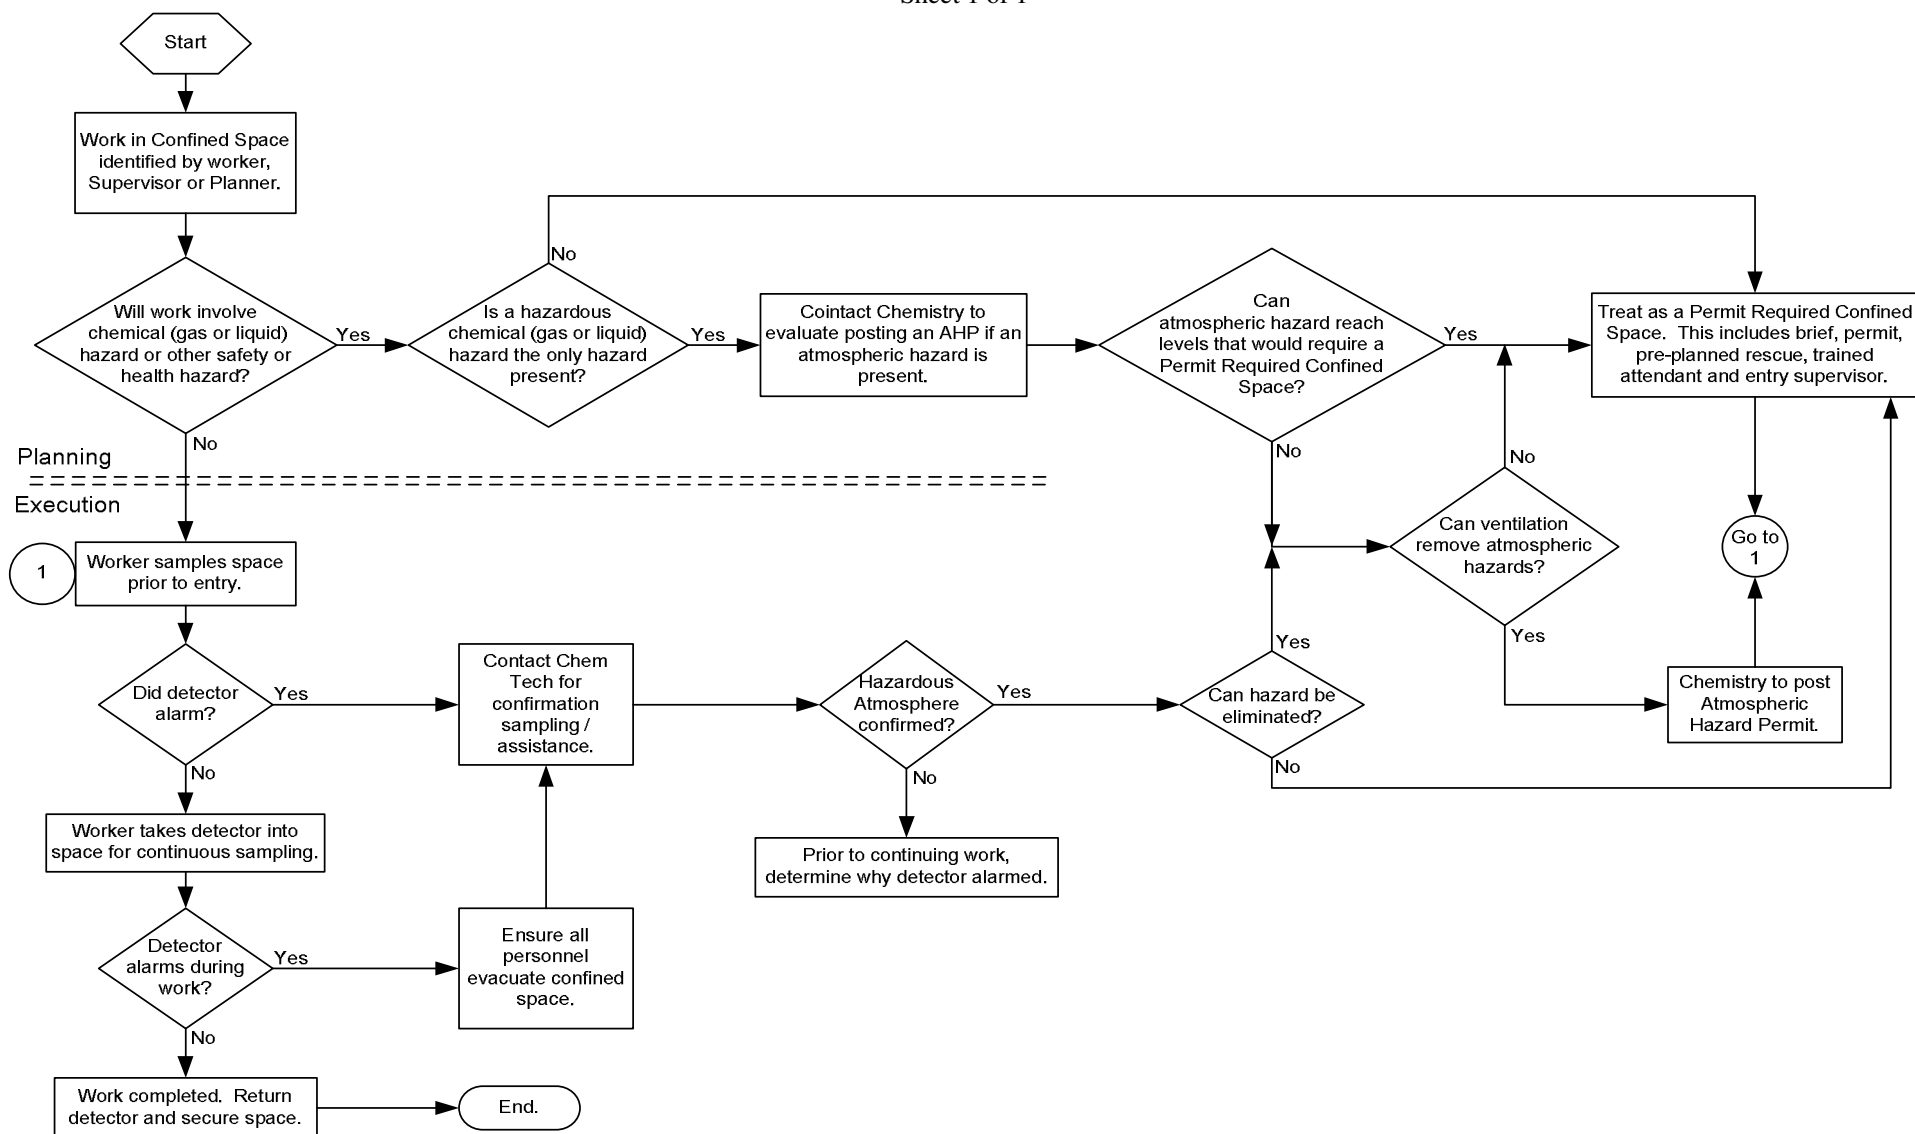 Sheet 1 of 1
Start
Work in Confined Space
identified by worker,
Supervisor or Planner.
Will work involve
chemical (gas or liquid)
hazard or other safety or
health hazard?
Yes
No
Is a hazardous
chemical (gas or liquid)
hazard the only hazard
present?
No
Yes
Cointact Chemistry to
evaluate posting an AHP if an
atmospheric hazard is
present.
Can
atmospheric hazard reach
levels that would require a
Permit Required Confined
Space?
Yes
No
Treat as a Permit Required Confined
Space. This includes brief, permit,
pre-planned rescue, trained
attendant and entry supervisor.
Planning
Execution
Can ventilation
remove atmospheric
hazards?
No
Yes
Go to
1
Chemistry to post
Atmospheric
Hazard Permit.
1
Worker samples space
prior to entry.
Did detector
alarm?
Yes
No
Contact Chem
Tech for
confirmation
sampling /
assistance.
Hazardous
Atmosphere
confirmed?
Yes
No
Can hazard be
eliminated?
Yes
No
Prior to continuing work,
determine why detector alarmed.
Worker takes detector into
space for continuous sampling.
Detector
alarms during
work?
Yes
No
Ensure all
personnel
evacuate confined
space.
Work completed. Return
detector and secure space.
End.